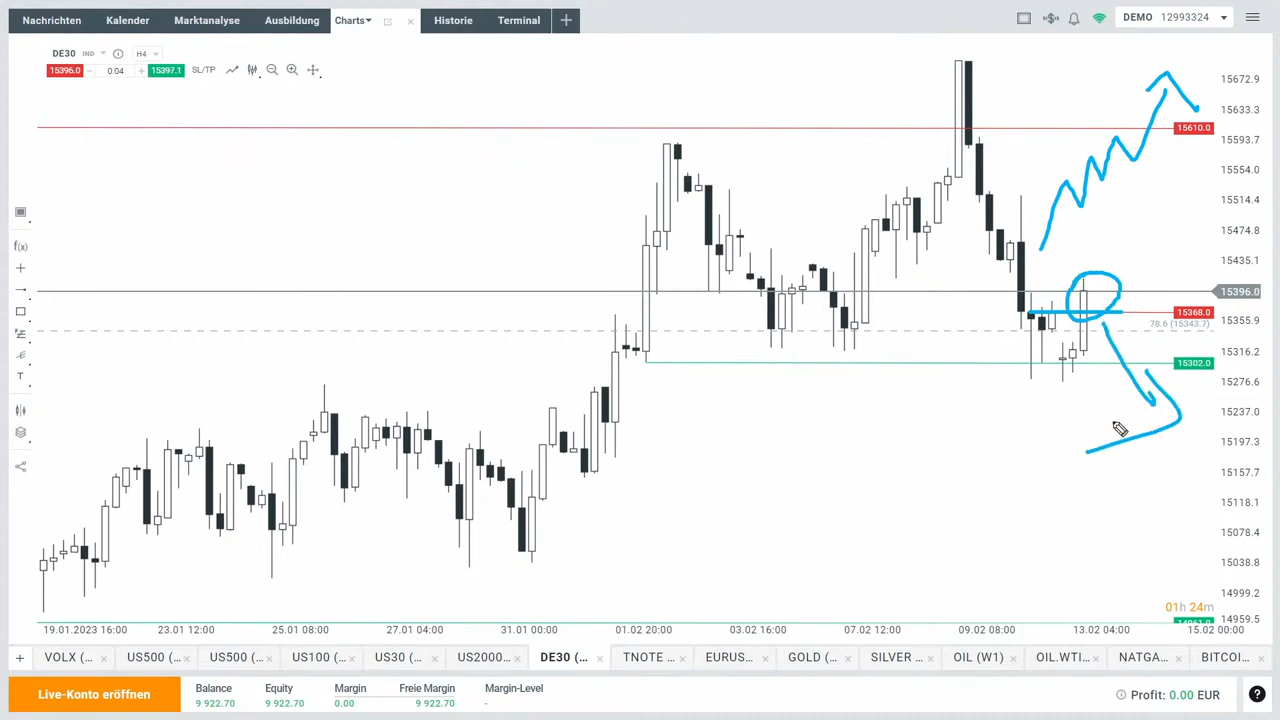 Nachrichten Kalender Marktanalyse Ausbildung Charts Historie Terminal DEMO 12993324
DE30 IND H4
15396.0 0.04 15397.1 SL/TP
15672.9
15633.3
15610.0
15593.7
15554.0
15514.4
15474.8
15435.1
15396.0
15368.0
15355.9
78.6 (15343.7)
15316.2
15302.0
15276.6
15237.0
f(x)
T
15197.3
15157.7
15118.1
15078.4
15038.8
14999.2
01h 24m
14959.5
14961.0
19.01.2023 16:00 23.01 12:00 25.01 08:00 27.01 04:00 31.01 00:00 01.02 20:00 03.02 16:00 07.02 12:00 09.02 08:00 13.02 04:00 15.02 00:00
VOLX (... US500 (... US500 (... US100 (... US30 (... US2000... DE30 (... TNOTE ... EURUS... GOLD (... SILVER ... OIL (W1) OIL.WTI... NATGA... BITCOI...
Live-Konto eröffnen Balance Equity Margin Freie Margin Margin-Level Profit: 0.00 EUR ?
9 922.70 9 922.70 0.00 9 922.70 -